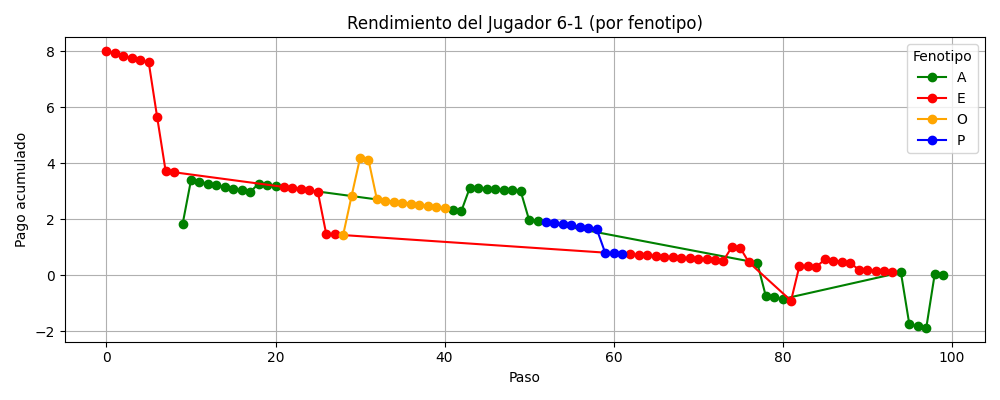 Rendimiento del Jugador 6-1 (por fenotipo)
Pago acumulado
8
6
4
2
0
−2
0
20
40
60
80
100
Paso
Fenotipo
A
E
O
P